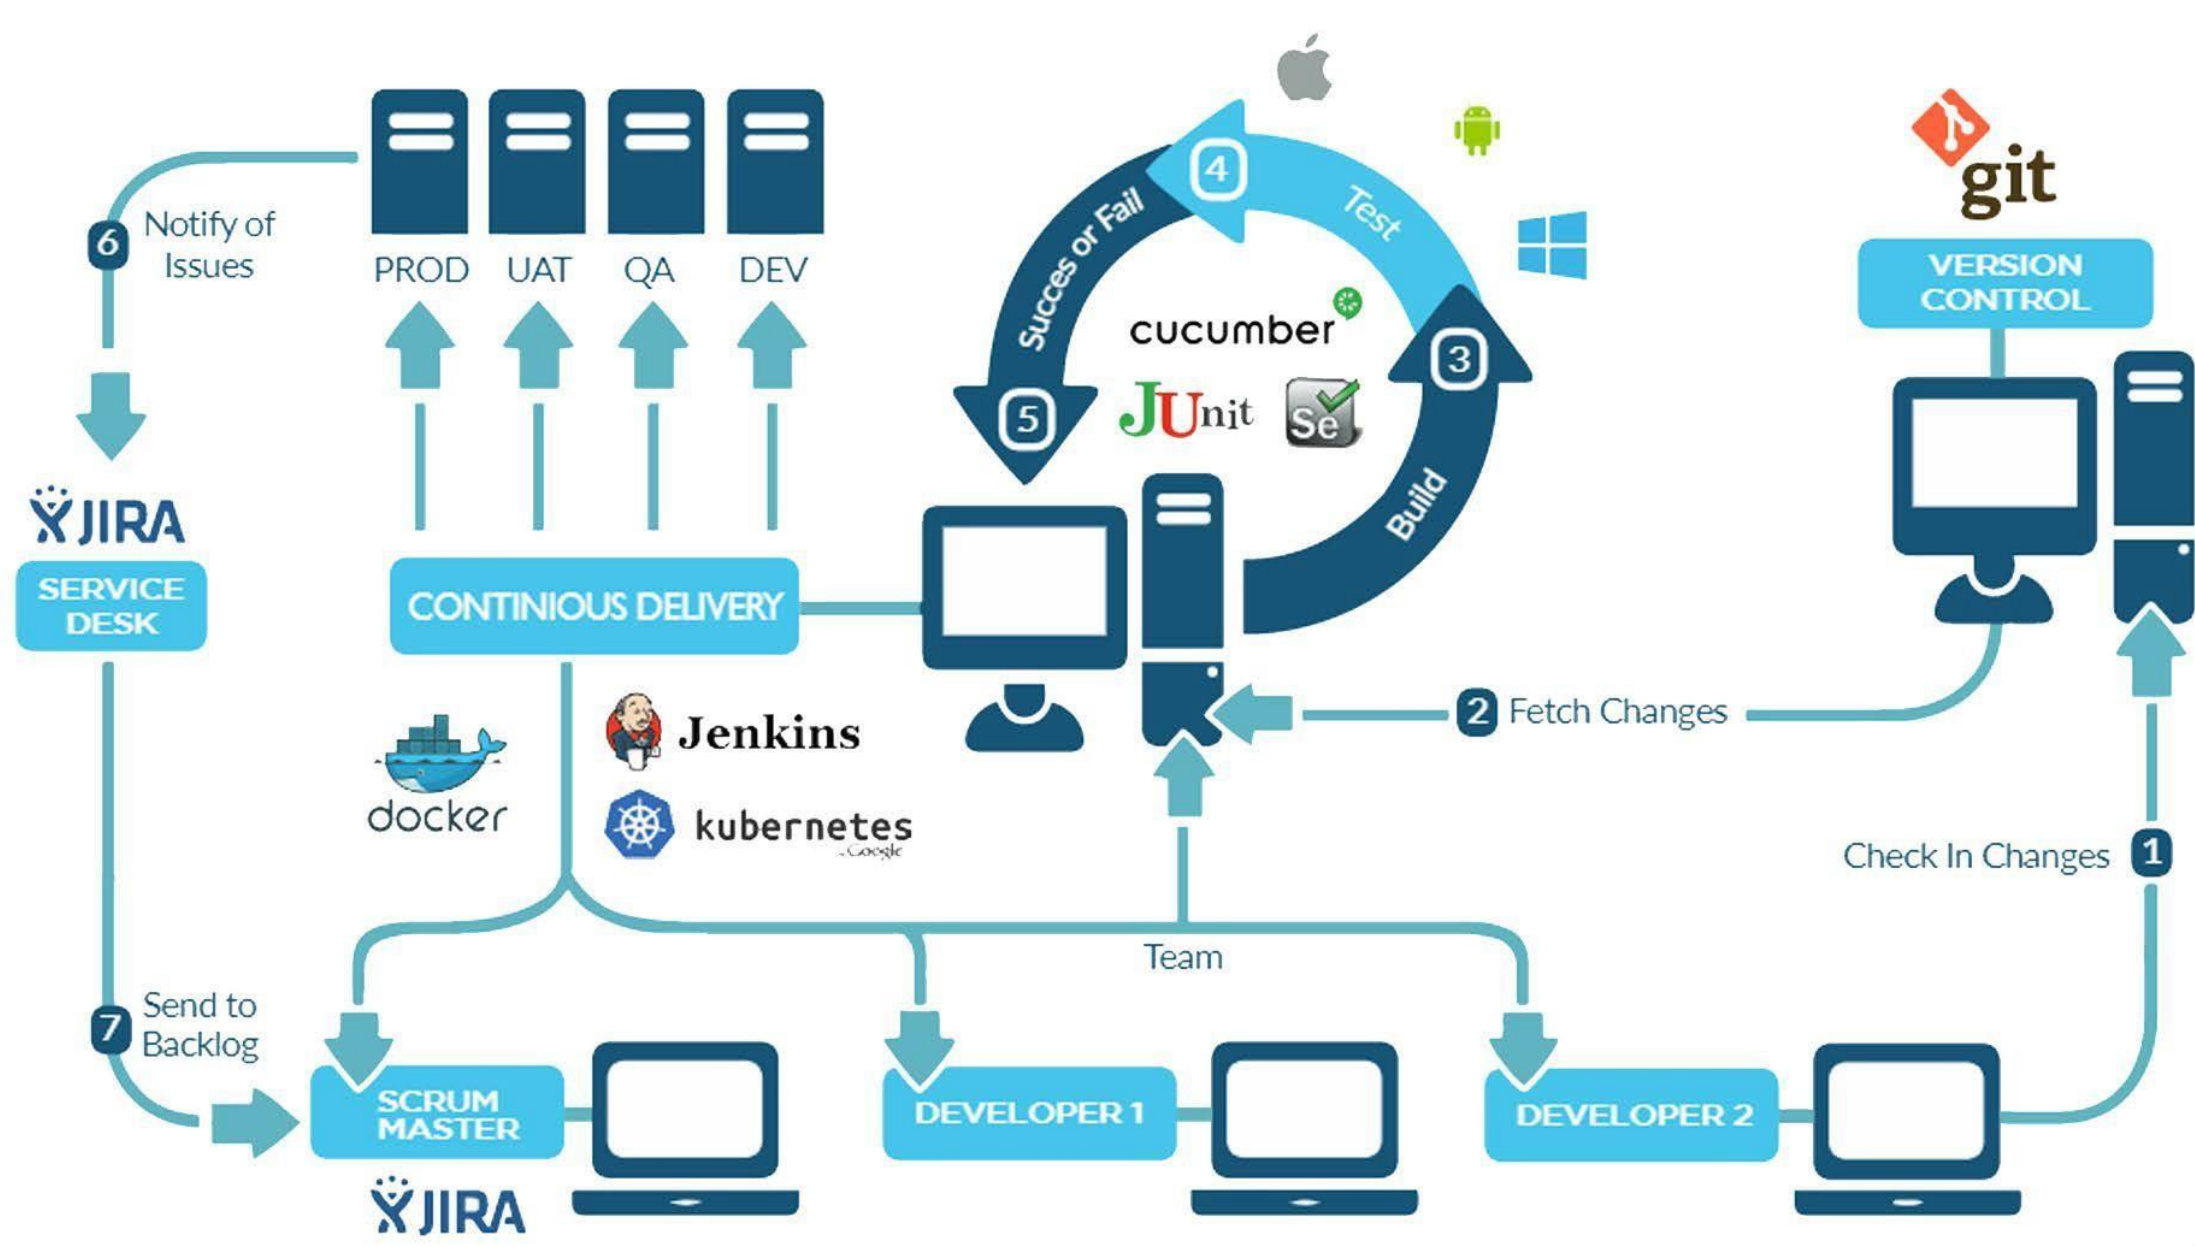 PROD
UAT
QA
DEV
6
Notify of
Issues
JIRA
SERVICE
DESK
CONTINIOUS DELIVERY
docker
Jenkins
kubernetes
Google
4
Test
Succes or Fail
cucumber
JUnit
Se
3
5
Build
git
VERSION
CONTROL
2
Fetch Changes
Check In Changes
1
Team
7
Send to
Backlog
SCRUM
MASTER
JIRA
DEVELOPER 1
DEVELOPER 2